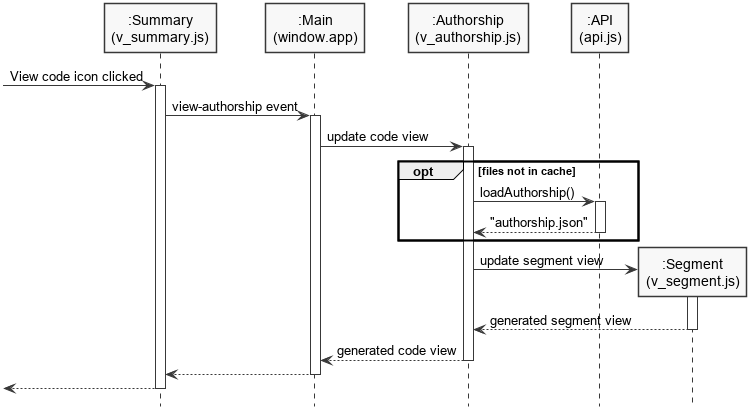 :Summary
(v_summary.js)
:Main
(window.app)
:Authorship
(v_authorship.js)
:API
(api.js)
View code icon clicked
view-authorship event
update code view
opt
[files not in cache]
loadAuthorship()
"authorship.json"
update segment view
:Segment
(v_segment.js)
generated segment view
generated code view